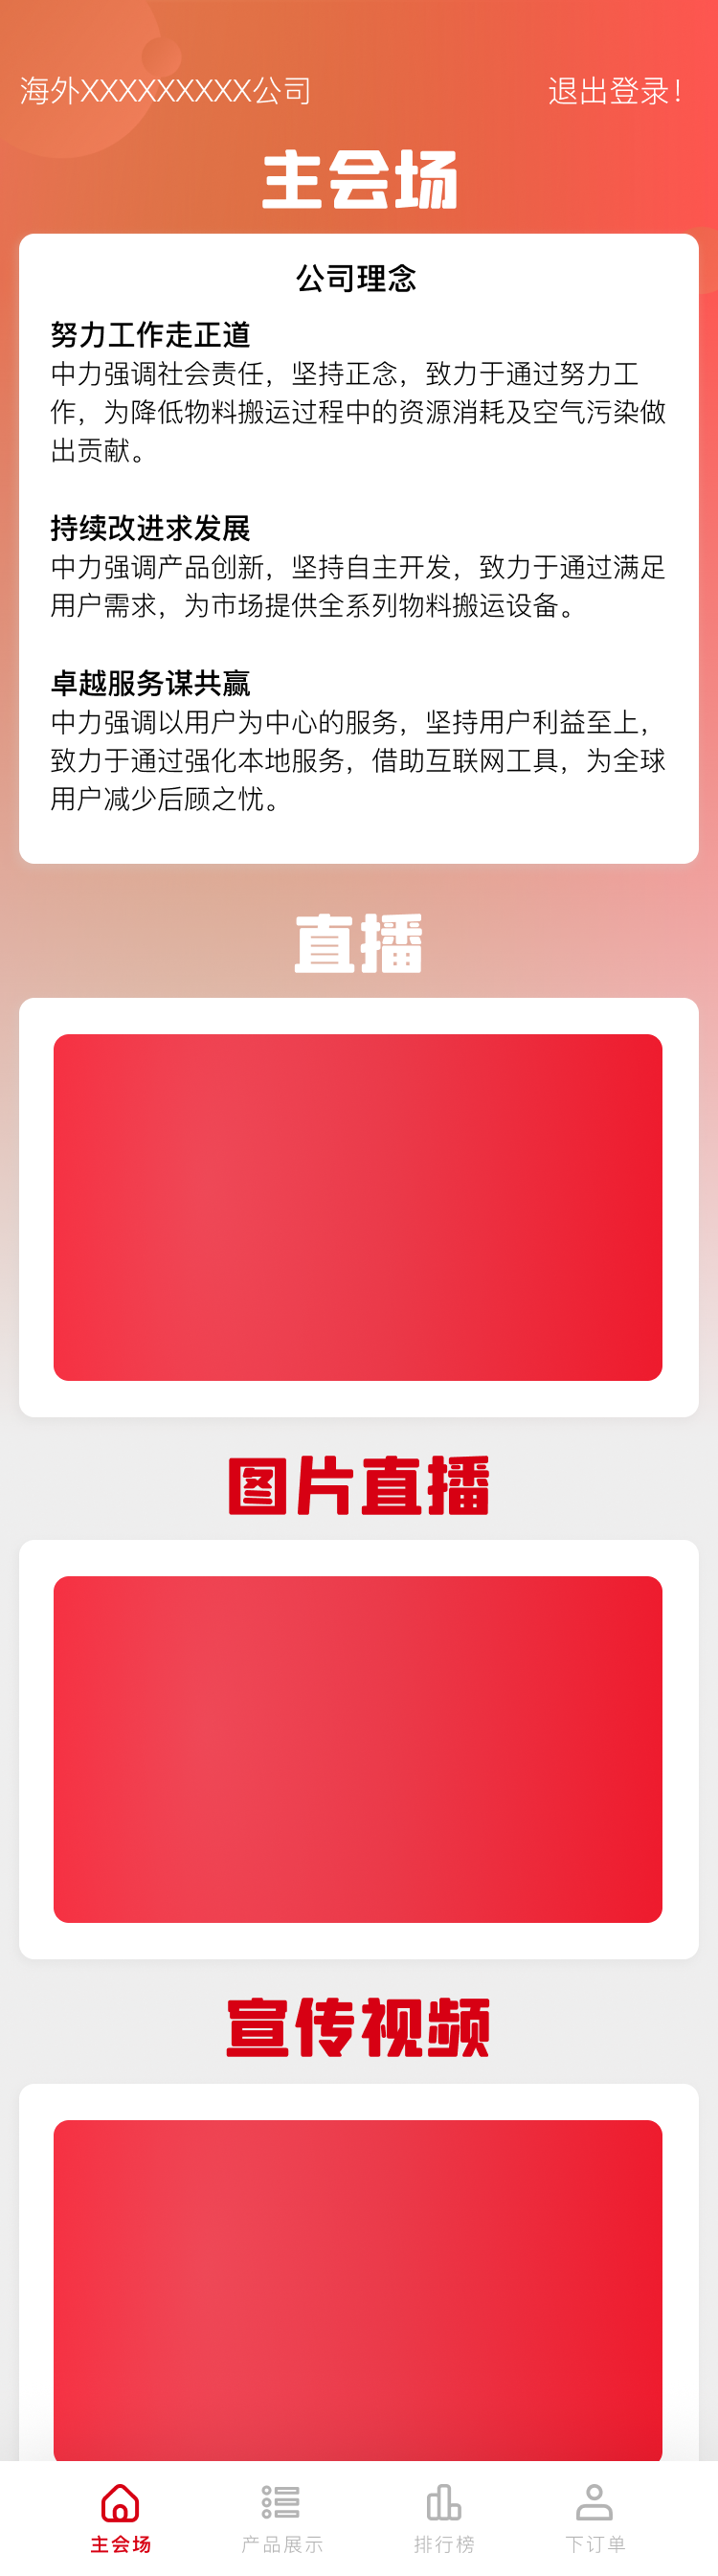 海外XXXXXXXXX公司
退出登录！
主会场
公司理念
努力工作走正道
中力强调社会责任，坚持正念，致力于通过努力工
作，为降低物料搬运过程中的资源消耗及空气污染做
出贡献。
持续改进求发展
中力强调产品创新，坚持自主开发，致力于通过满足
用户需求，为市场提供全系列物料搬运设备。
卓越服务谋共赢
中力强调以用户为中心的服务，坚持用户利益至上，
致力于通过强化本地服务，借助互联网工具，为全球
用户减少后顾之忧。
直播
图片直播
宣传视频
主会场
产品展示
排行榜
下订单